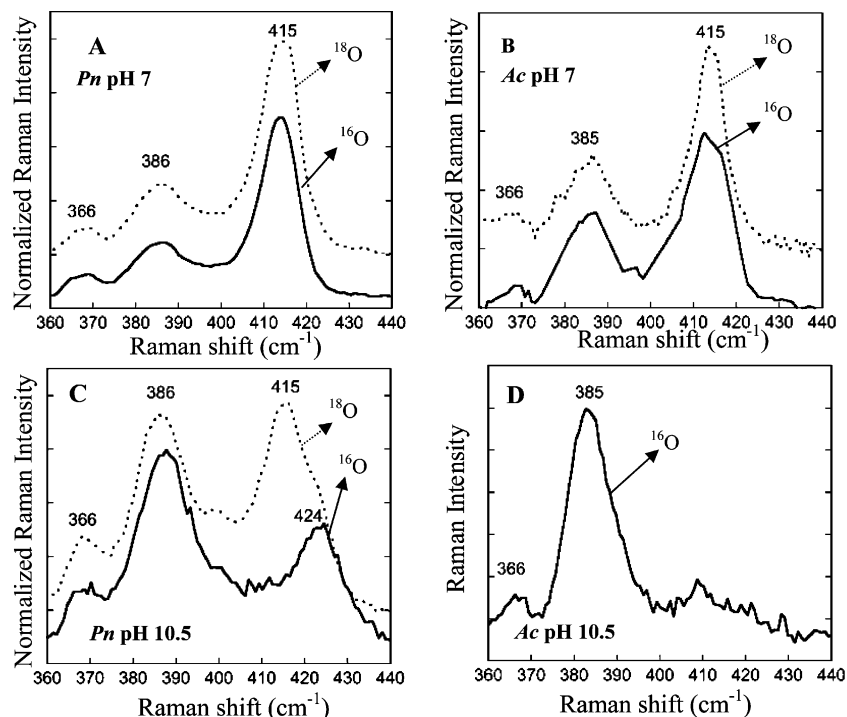 A
Pn pH 7
366
386
415
¹⁸O
¹⁶O
Normalized Raman Intensity
360 370 380 390 400 410 420 430 440
Raman shift (cm⁻¹)
B
Ac pH 7
366
385
415
¹⁸O
¹⁶O
Normalized Raman Intensity
360 370 380 390 400 410 420 430 440
Raman shift (cm⁻¹)
C
Pn pH 10.5
366
386
415
424
¹⁸O
¹⁶O
Normalized Raman Intensity
360 370 380 390 400 410 420 430 440
Raman shift (cm⁻¹)
D
Ac pH 10.5
366
385
¹⁶O
Raman Intensity
360 370 380 390 400 410 420 430 440
Raman shift (cm⁻¹)